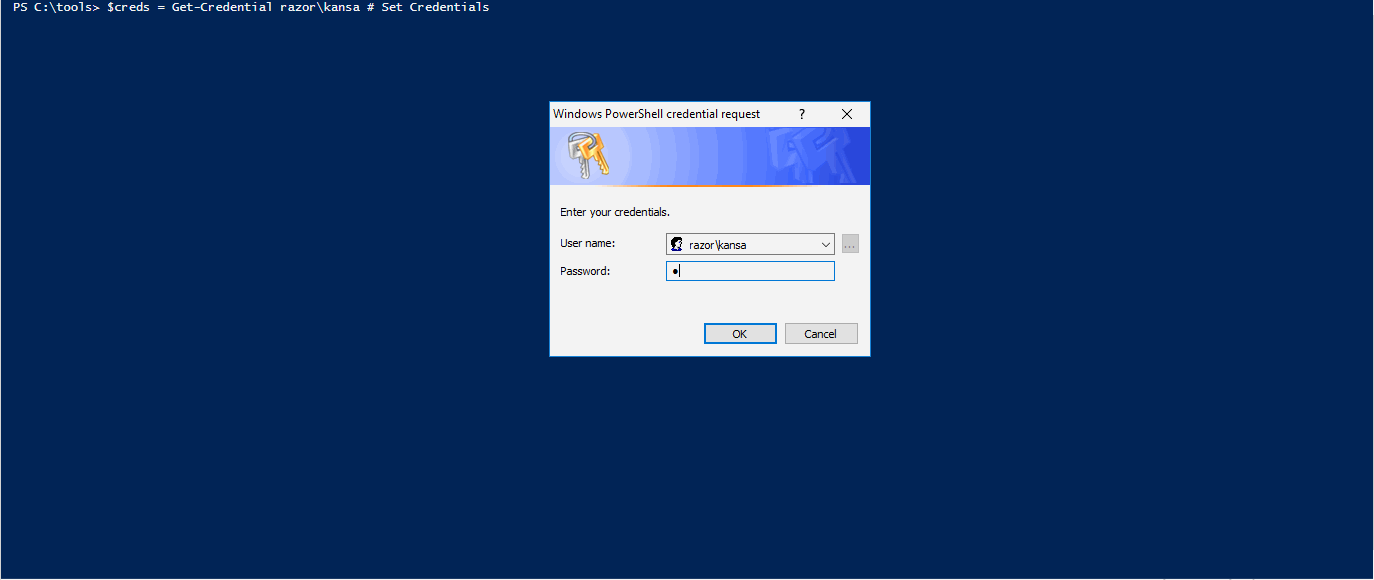 PS C:\tools> $creds = Get-Credential razor\kansa # Set Credentials
Windows PowerShell credential request
?
Enter your credentials.
User name: razor\kansa ...
Password: ●
OK Cancel